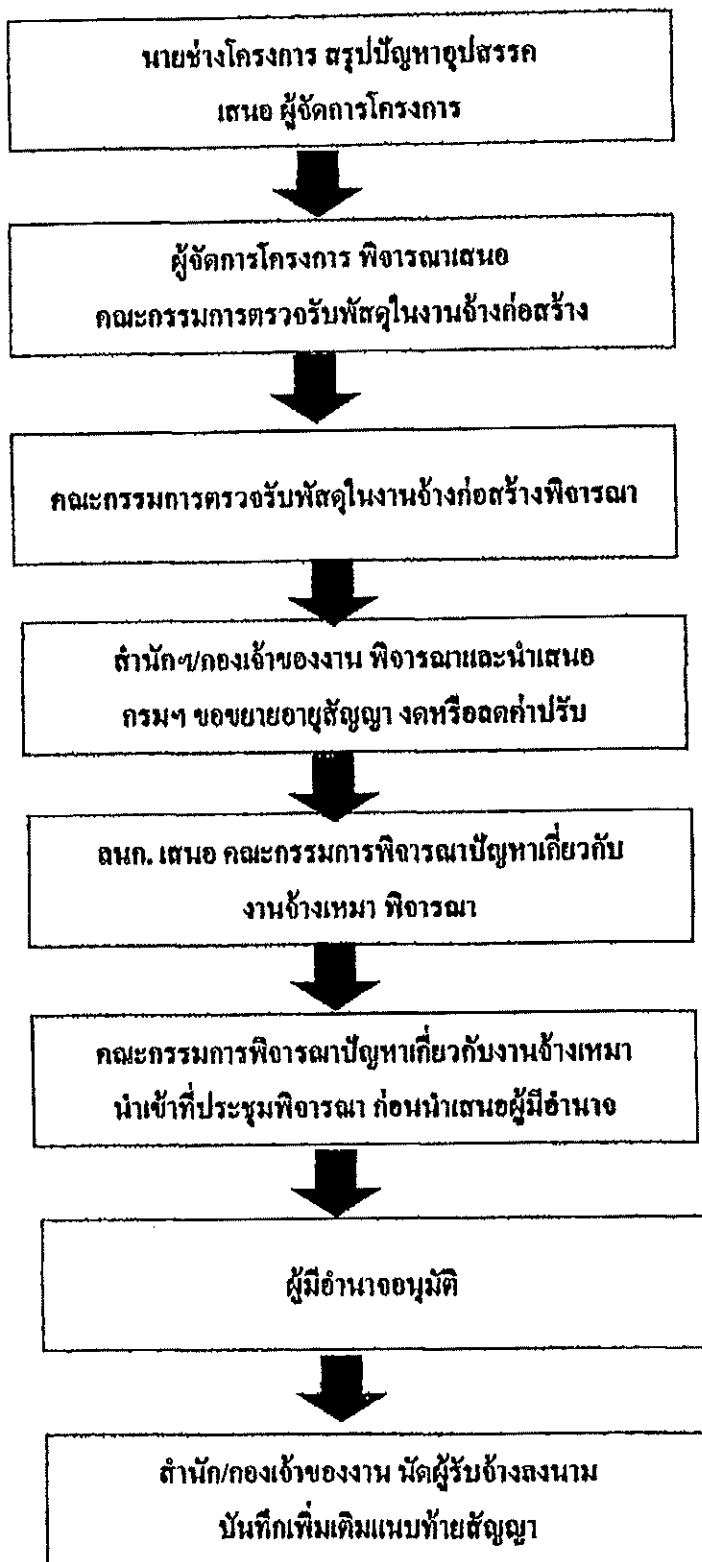 นายช่างโครงการ สรุปปัญหาอุปสรรค
เสนอ ผู้จัดการโครงการ
ผู้จัดการโครงการ พิจารณาเสนอ
คณะกรรมการตรวจรับพัสดุในงานจ้างก่อสร้าง
คณะกรรมการตรวจรับพัสดุในงานจ้างก่อสร้างพิจารณา
สำนักฯ/กองเจ้าของงาน พิจารณาและนำเสนอ
กรมฯ ขอขยายอายุสัญญา งดหรือลดค่าปรับ
ลนก. เสนอ คณะกรรมการพิจารณาปัญหาเกี่ยวกับ
งานจ้างเหมา พิจารณา
คณะกรรมการพิจารณาปัญหาเกี่ยวกับงานจ้างเหมา
นำเข้าที่ประชุมพิจารณา ก่อนนำเสนอผู้มีอำนาจ
ผู้มีอำนาจอนุมัติ
สำนัก/กองเจ้าของงาน นัดผู้รับจ้างลงนาม
บันทึกเพิ่มเติมแนบท้ายสัญญา